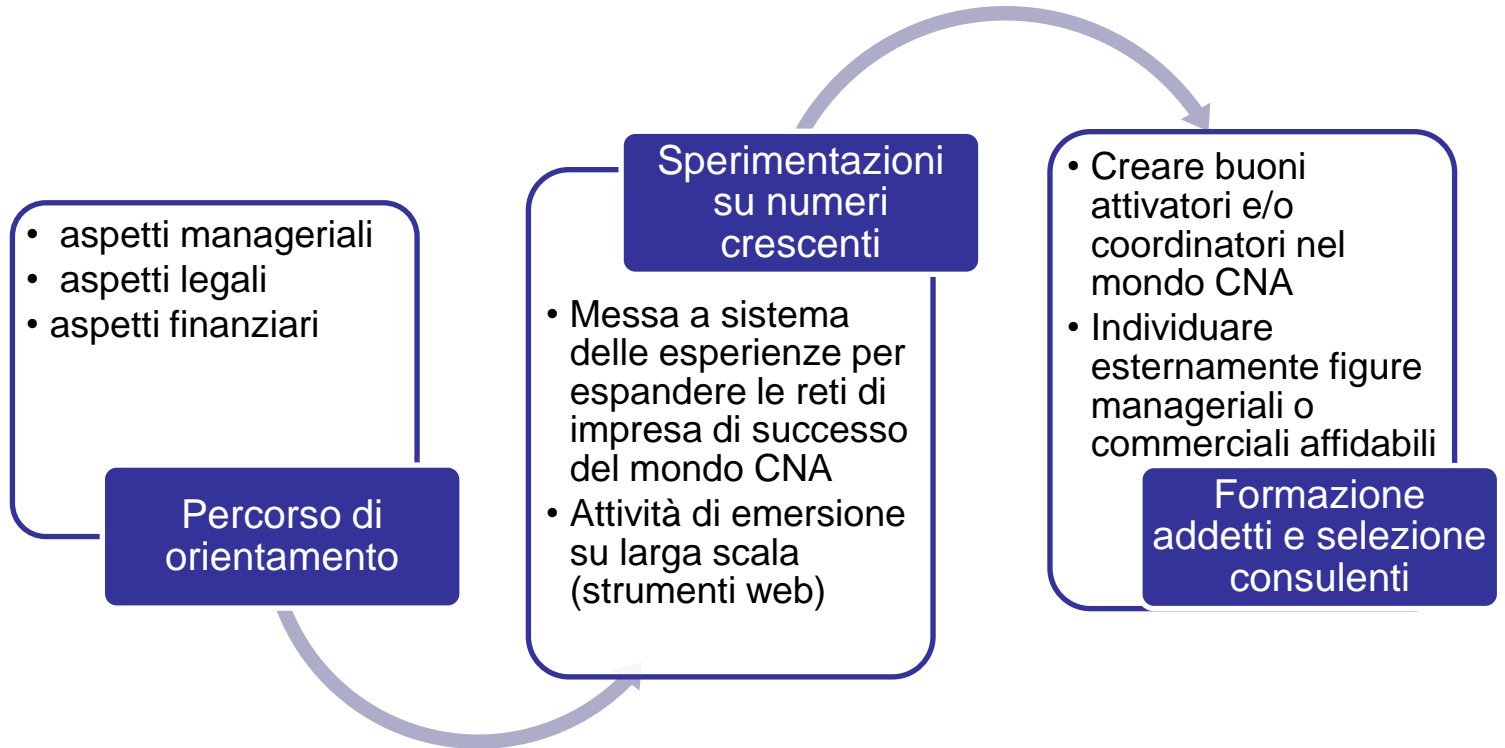 • aspetti manageriali
• aspetti legali
• aspetti finanziari
Percorso di
orientamento
Sperimentazioni
su numeri
crescenti
• Messa a sistema
delle esperienze per
espandere le reti di
impresa di successo
del mondo CNA
• Attività di emersione
su larga scala
(strumenti web)
• Creare buoni
attivatori e/o
coordinatori nel
mondo CNA
• Individuare
esternamente figure
manageriali o
commerciali affidabili
Formazione
addetti e selezione
consulenti